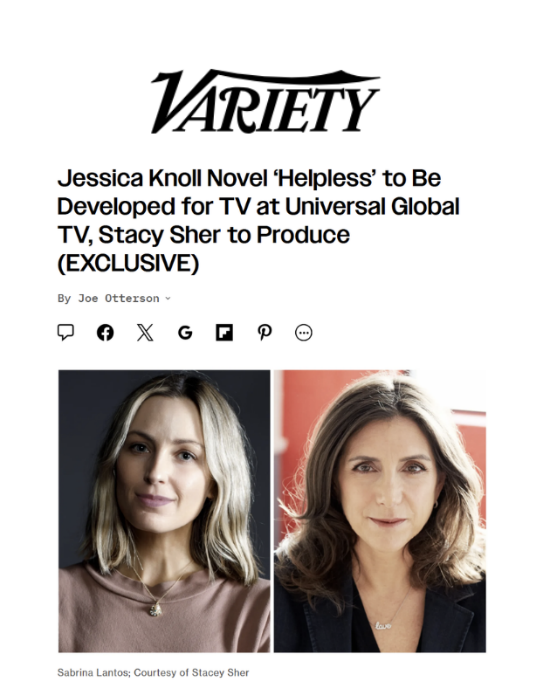 VARIETY
Jessica Knoll Novel ‘Helpless’ to Be
Developed for TV at Universal Global
TV, Stacy Sher to Produce
(EXCLUSIVE)
By Joe Otterson
Sabrina Lantos; Courtesy of Stacey Sher